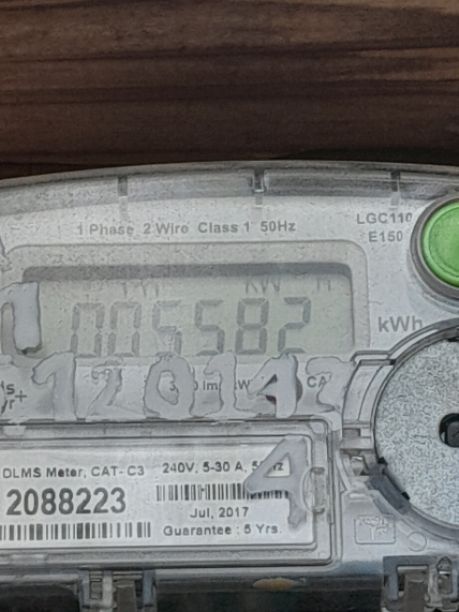 1 Phase 2 Wire Class 1 50Hz
LGC110
E150
KW H
005582
kWh
DLMS Meter, CAT- C3
240V, 5-30 A,
2088223
Jul, 2017
Guarantee : 5 Yrs.
4